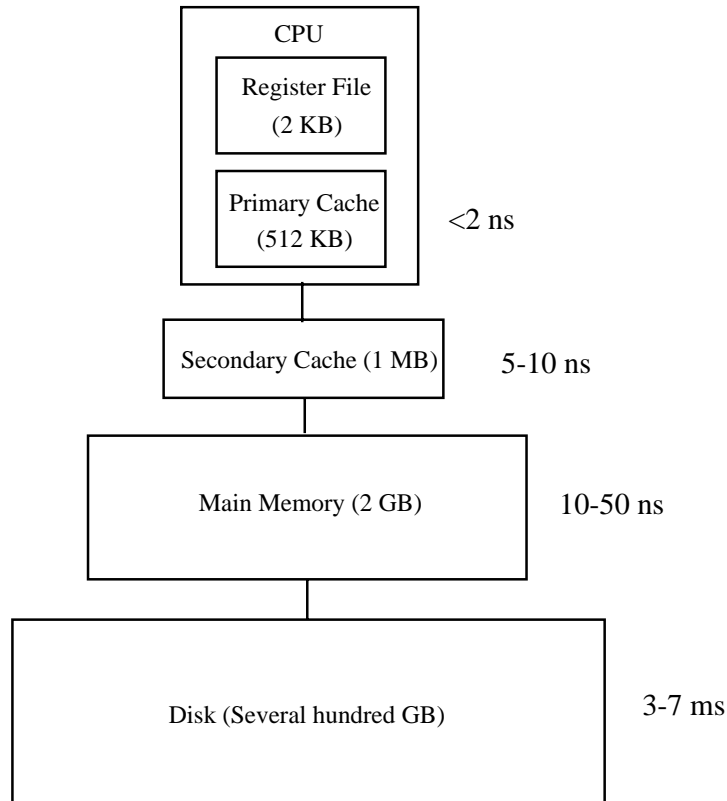 CPU
Register File
(2 KB)
Primary Cache
(512 KB)
<2 ns
Secondary Cache (1 MB)
5-10 ns
Main Memory (2 GB)
10-50 ns
Disk (Several hundred GB)
3-7 ms